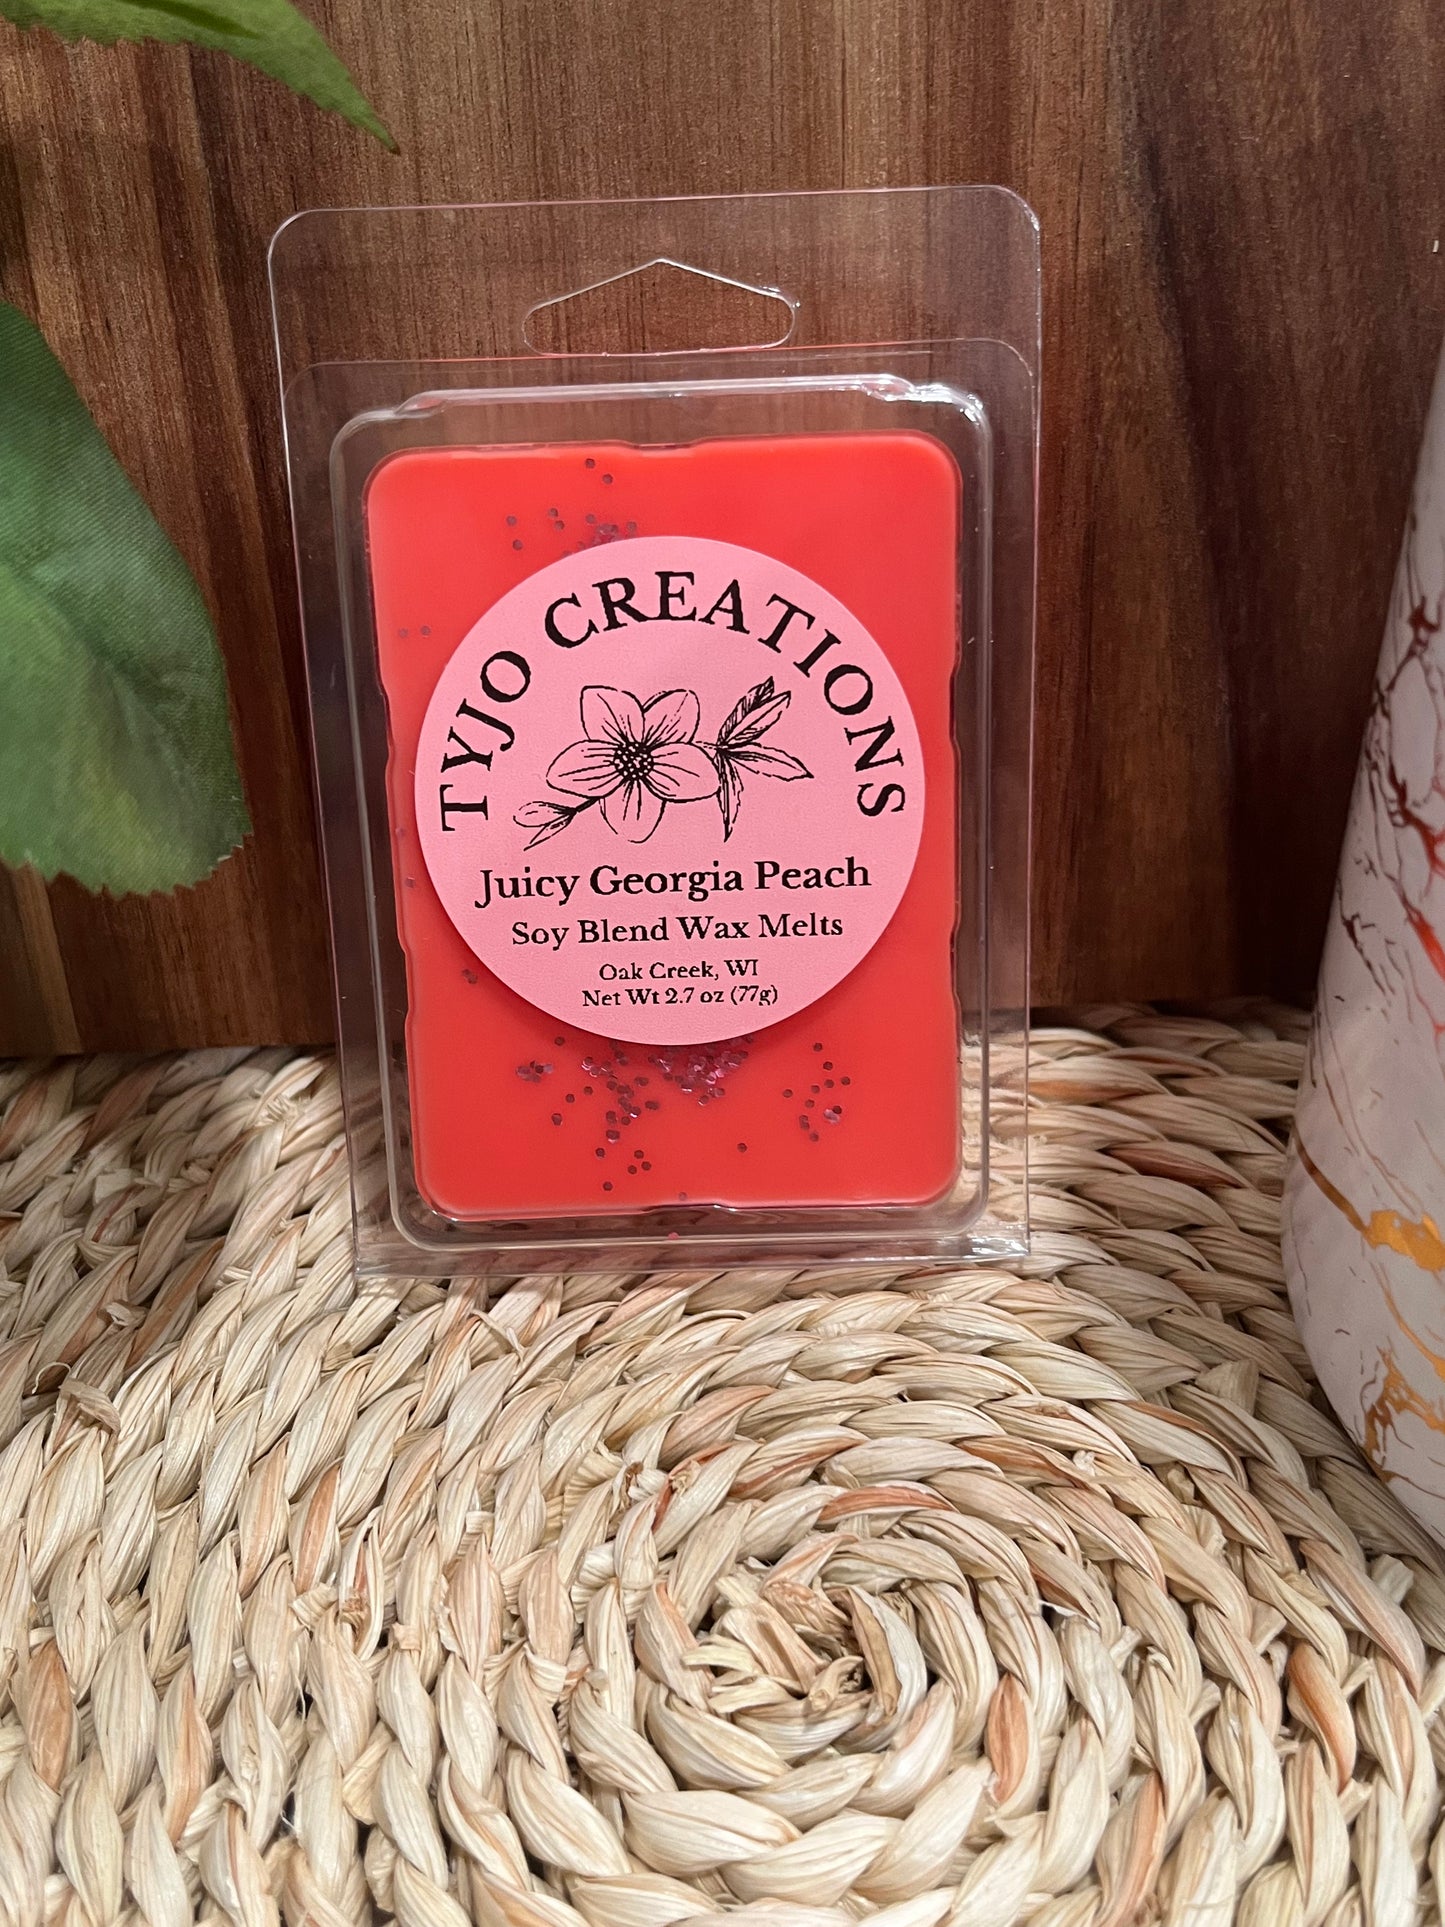 TYJO CREATIONS
Juicy Georgia Peach
Soy Blend Wax Melts
Oak Creek, WI
Net Wt 2.7 oz (77g)